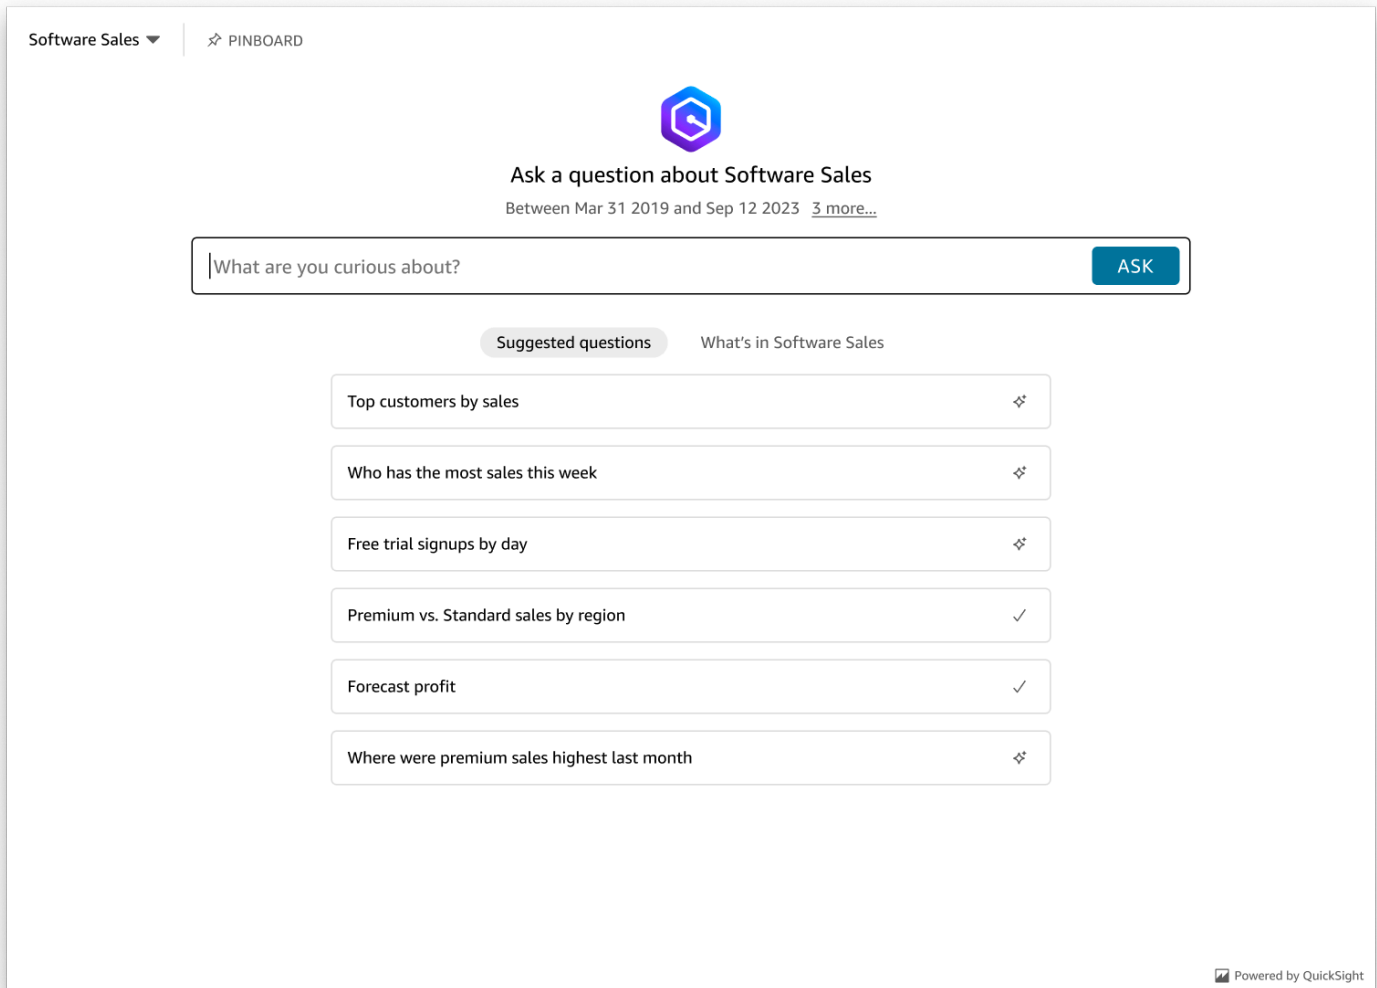 Software Sales
PINBOARD
Ask a question about Software Sales
Between Mar 31 2019 and Sep 12 2023 3 more...
What are you curious about?
ASK
Suggested questions
What's in Software Sales
Top customers by sales
Who has the most sales this week
Free trial signups by day
Premium vs. Standard sales by region
Forecast profit
Where were premium sales highest last month
Powered by QuickSight